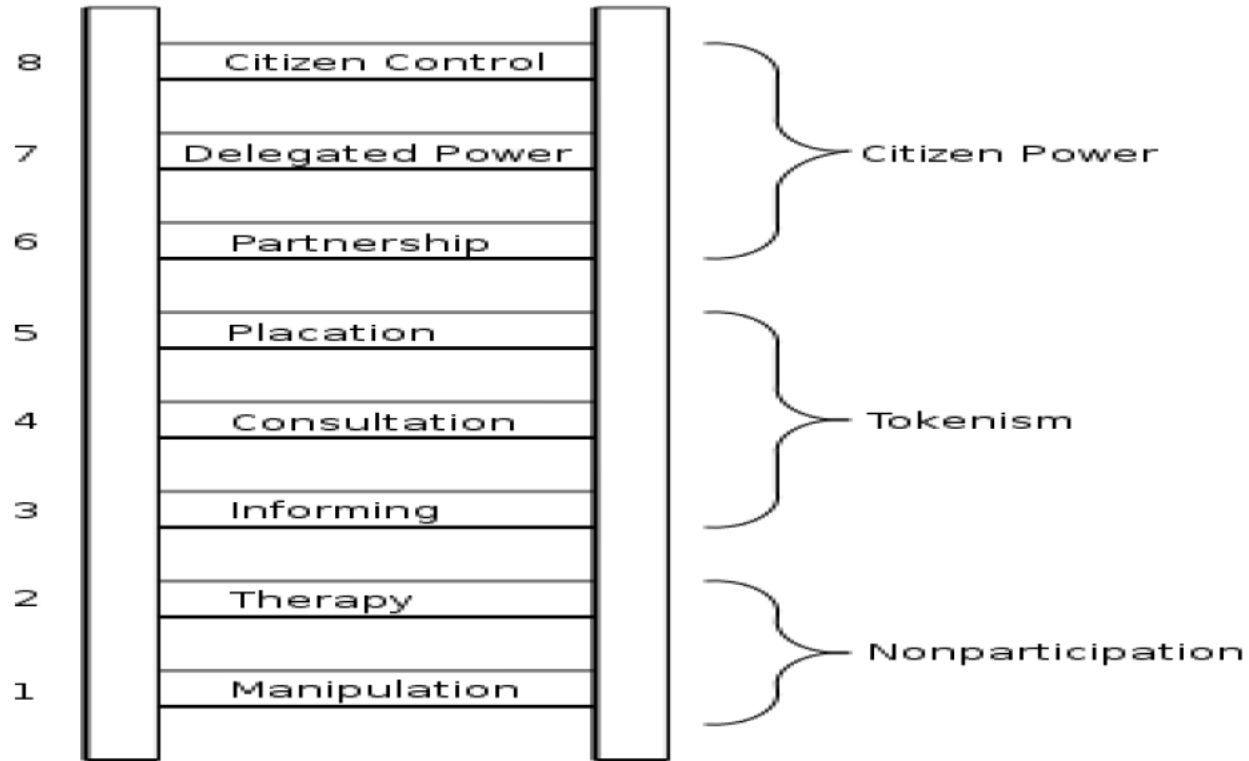 8 Citizen Control
7 Delegated Power Citizen Power
6 Partnership
5 Placation
4 Consultation Tokenism
3 Informing
2 Therapy
Nonparticipation
1 Manipulation